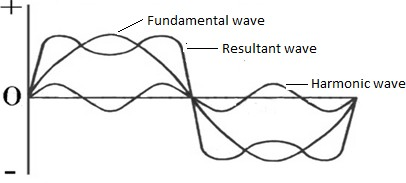 +
Fundamental wave
Resultant wave
Harmonic wave
O
-